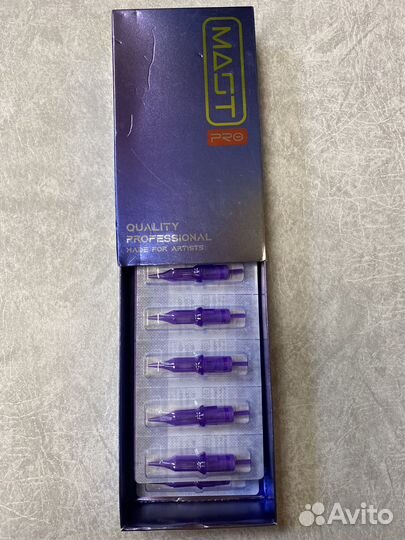 MAST
PRO
QUALITY
PROFESSIONAL
MADE FOR ARTISTS
Avito